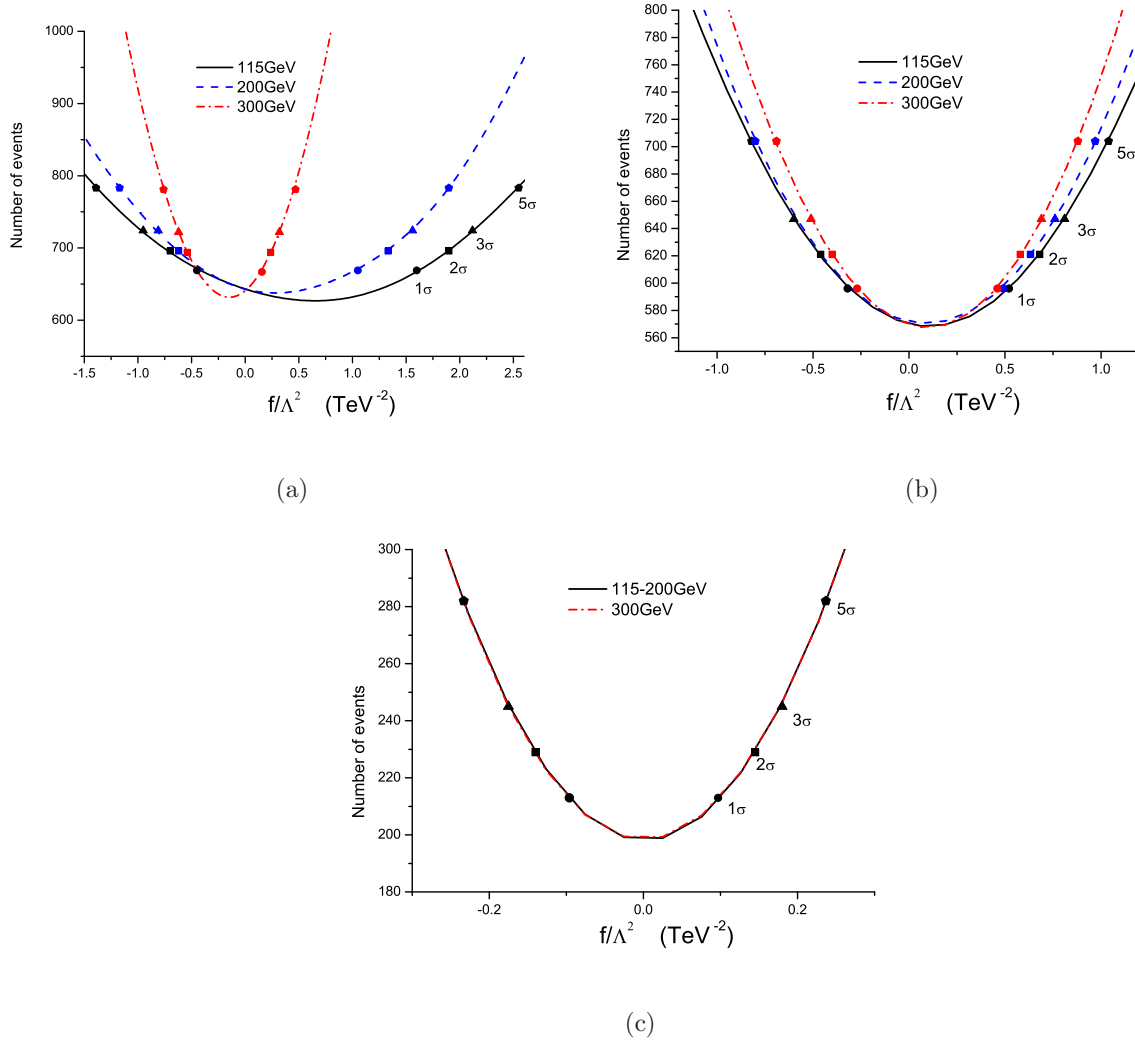 1000
900
800
700
600
Number of events
115GeV
200GeV
300GeV
5σ
3σ
2σ
1σ
-1.5 -1.0 -0.5 0.0 0.5 1.0 1.5 2.0 2.5
f/Λ² (TeV⁻²)
(a)
800
780
760
740
720
700
680
660
640
620
600
580
560
Number of events
115GeV
200GeV
300GeV
5σ
3σ
2σ
1σ
-1.0 -0.5 0.0 0.5 1.0
f/Λ² (TeV⁻²)
(b)
300
280
260
240
220
200
180
Number of events
115-200GeV
300GeV
5σ
3σ
2σ
1σ
-0.2 0.0 0.2
f/Λ² (TeV⁻²)
(c)